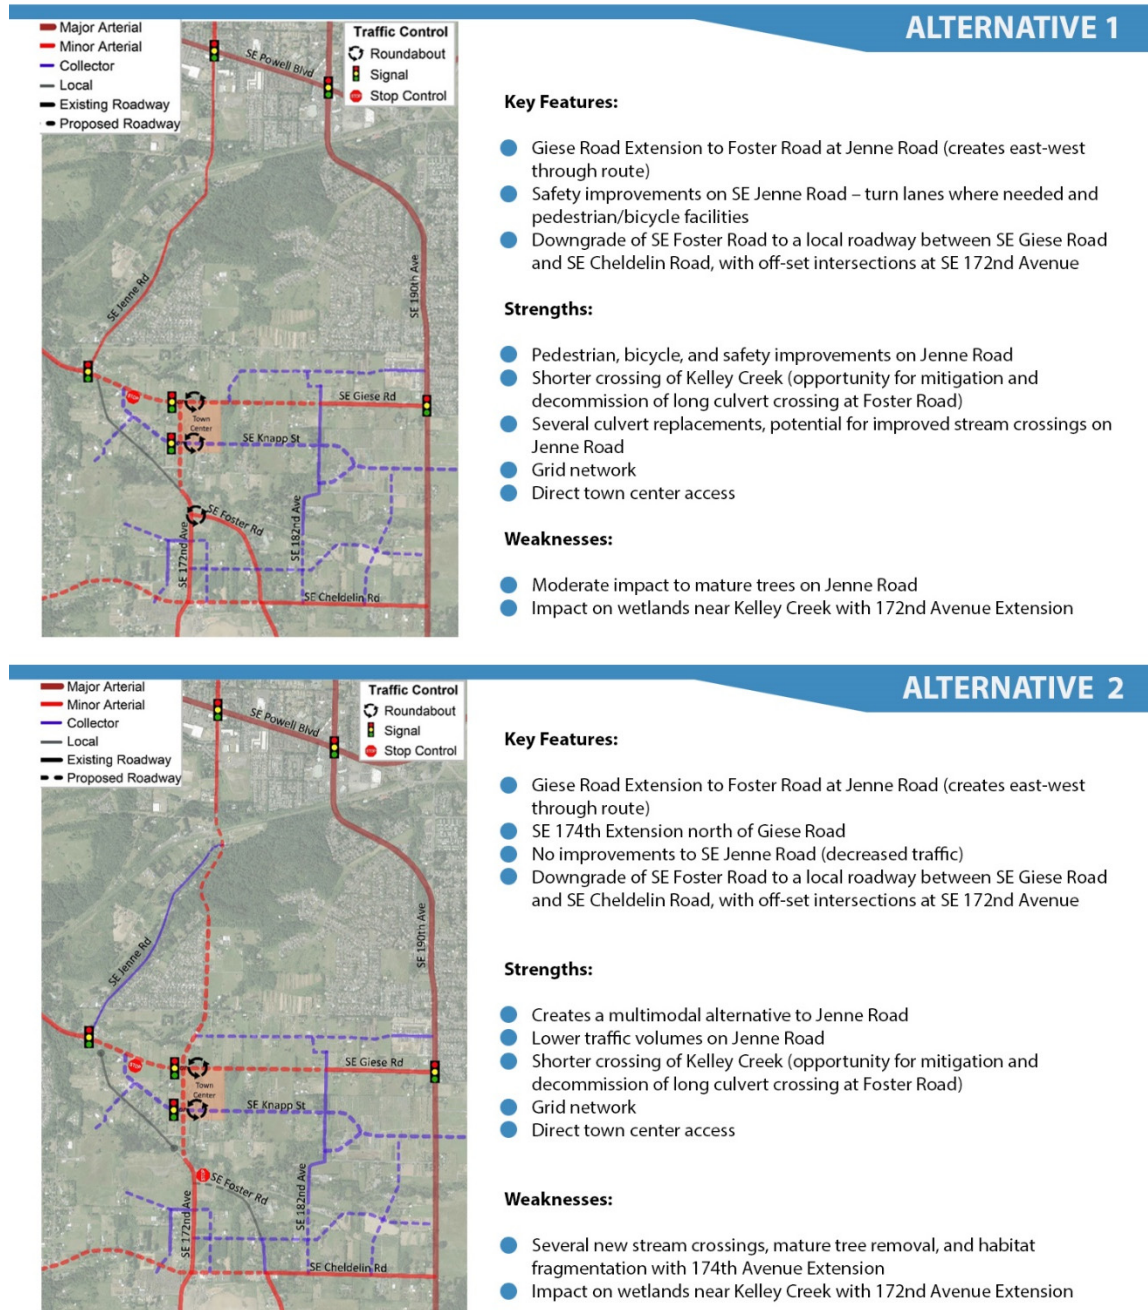 ALTERNATIVE 1
Major Arterial
Minor Arterial
Collector
Local
Existing Roadway
Proposed Roadway
Traffic Control
Roundabout
Signal
Stop Control
SE Powell Blvd
SE Jenne Rd
SE 190th Ave
SE Giese Rd
Town
Center
SE Knapp St
SE Foster Rd
SE 172nd Ave
SE 182nd Ave
SE Cheldelin Rd
Key Features:
Giese Road Extension to Foster Road at Jenne Road (creates east-west
through route)
Safety improvements on SE Jenne Road – turn lanes where needed and
pedestrian/bicycle facilities
Downgrade of SE Foster Road to a local roadway between SE Giese Road
and SE Cheldelin Road, with off-set intersections at SE 172nd Avenue
Strengths:
Pedestrian, bicycle, and safety improvements on Jenne Road
Shorter crossing of Kelley Creek (opportunity for mitigation and
decommission of long culvert crossing at Foster Road)
Several culvert replacements, potential for improved stream crossings on
Jenne Road
Grid network
Direct town center access
Weaknesses:
Moderate impact to mature trees on Jenne Road
Impact on wetlands near Kelley Creek with 172nd Avenue Extension
ALTERNATIVE 2
Major Arterial
Minor Arterial
Collector
Local
Existing Roadway
Proposed Roadway
Traffic Control
Roundabout
Signal
Stop Control
SE Powell Blvd
SE Jenne Rd
SE 190th Ave
SE Giese Rd
Town
Center
SE Knapp St
SE Foster Rd
SE 172nd Ave
SE 182nd Ave
SE Cheldelin Rd
Key Features:
Giese Road Extension to Foster Road at Jenne Road (creates east-west
through route)
SE 174th Extension north of Giese Road
No improvements to SE Jenne Road (decreased traffic)
Downgrade of SE Foster Road to a local roadway between SE Giese Road
and SE Cheldelin Road, with off-set intersections at SE 172nd Avenue
Strengths:
Creates a multimodal alternative to Jenne Road
Lower traffic volumes on Jenne Road
Shorter crossing of Kelley Creek (opportunity for mitigation and
decommission of long culvert crossing at Foster Road)
Grid network
Direct town center access
Weaknesses:
Several new stream crossings, mature tree removal, and habitat
fragmentation with 174th Avenue Extension
Impact on wetlands near Kelley Creek with 172nd Avenue Extension